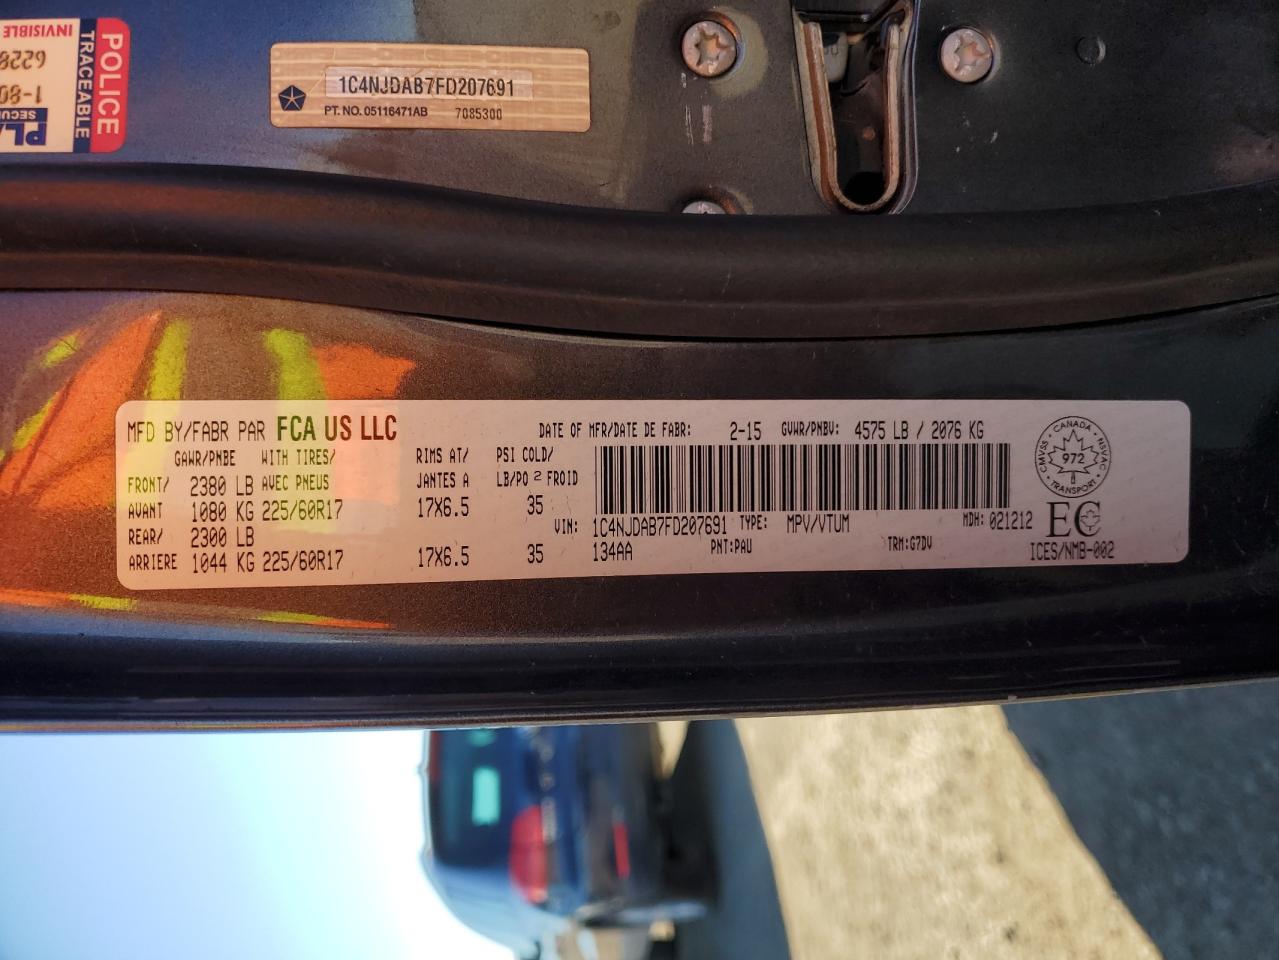 POLICE
TRACEABLE
INVISIBLE
1C4NJDAB7FD207691
PT. NO. 05116471AB 7085300
MFD BY/FABR PAR FCA US LLC
DATE OF MFR/DATE DE FABR: 2-15 GVWR/PNBV: 4575 LB / 2076 KG
GAWR/PNBE WITH TIRES/ RIMS AT/ PSI COLD/
AVEC PNEUS JANTES A LB/PO 2 FROID
FRONT/ 2380 LB
AVANT 1080 KG 225/60R17 17X6.5 35
REAR/ 2300 LB
ARRIERE 1044 KG 225/60R17 17X6.5 35
VIN: 1C4NJDAB7FD207691 TYPE: MPV/VTUM MDH: 021212
134AA PNT:PAU TRM:G7DV
CANADA
CMVSS NSVAC
972
TRANSPORT
EC
ICES/NMB-002